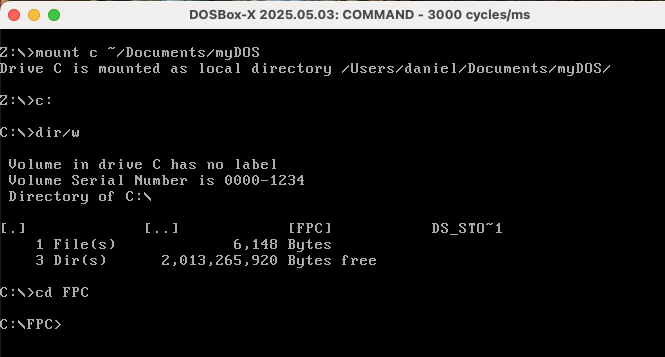 DOSBox-X 2025.05.03: COMMAND - 3000 cycles/ms
Z:\>mount c ~/Documents/myDOS
Drive C is mounted as local directory /Users/daniel/Documents/myDOS/
Z:\>c:
C:\>dir/w
Volume in drive C has no label
Volume Serial Number is 0000-1234
Directory of C:\
[.] [..] [FPC] DS_STO~1
1 File(s) 6,148 Bytes
3 Dir(s) 2,013,265,920 Bytes free
C:\>cd FPC
C:\FPC>